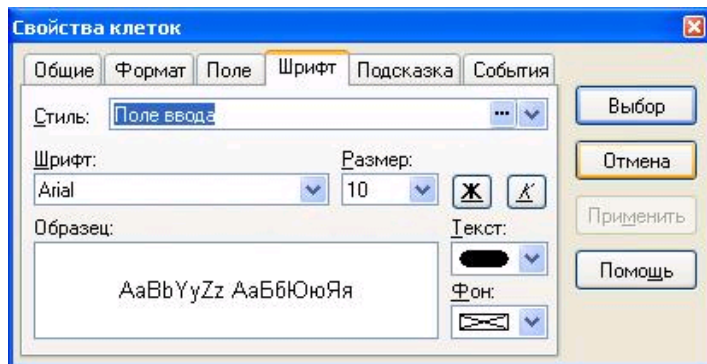 Свойства клеток
Общие Формат Поле Шрифт Подсказка События
Стиль: Поле ввода ...
Выбор
Шрифт: Размер:
Отмена
Arial 10 Ж К
Применить
Образец: Текст:
AaBbYyZz АаБбЮюЯя
Помощь
Фон: